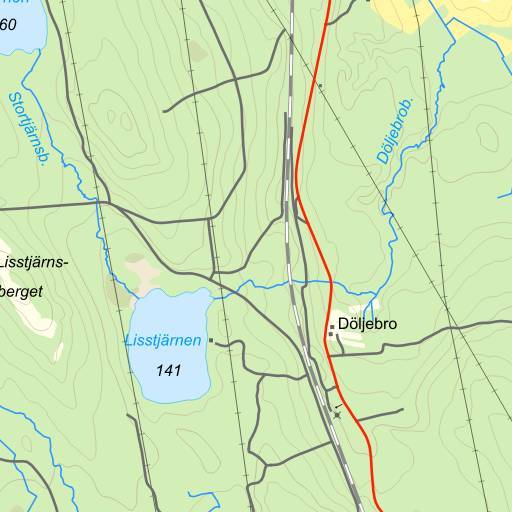 60
Stortjärnsb.
Döljebrob.
Lisstjärns-
berget
Döljebro
Lisstjärnen
141